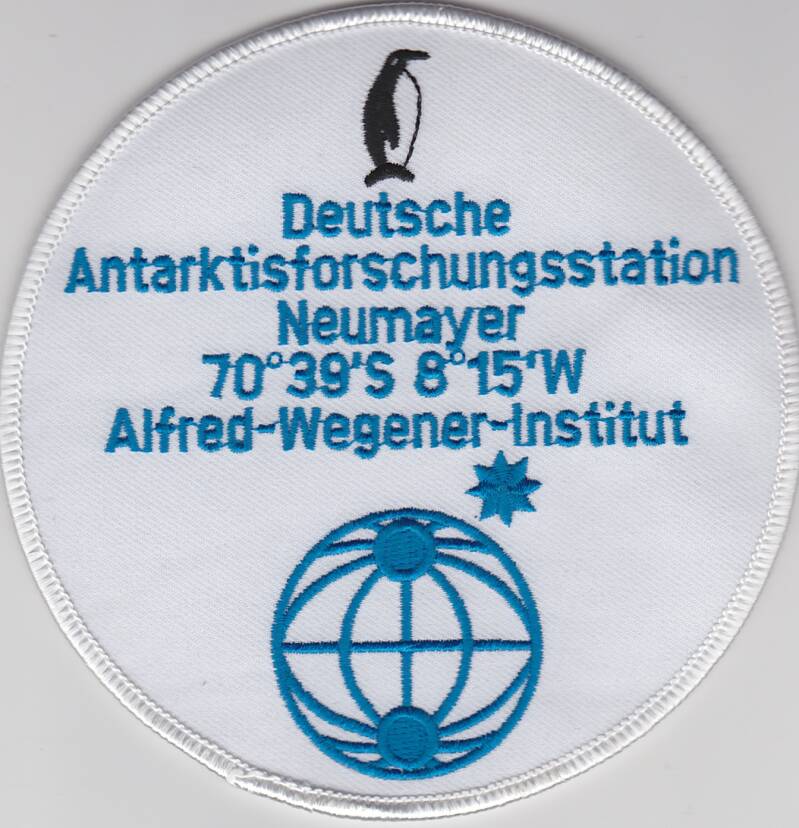 Deutsche
Antarktisforschungsstation
Neumayer
70°39'S 8°15'W
Alfred-Wegener-Institut